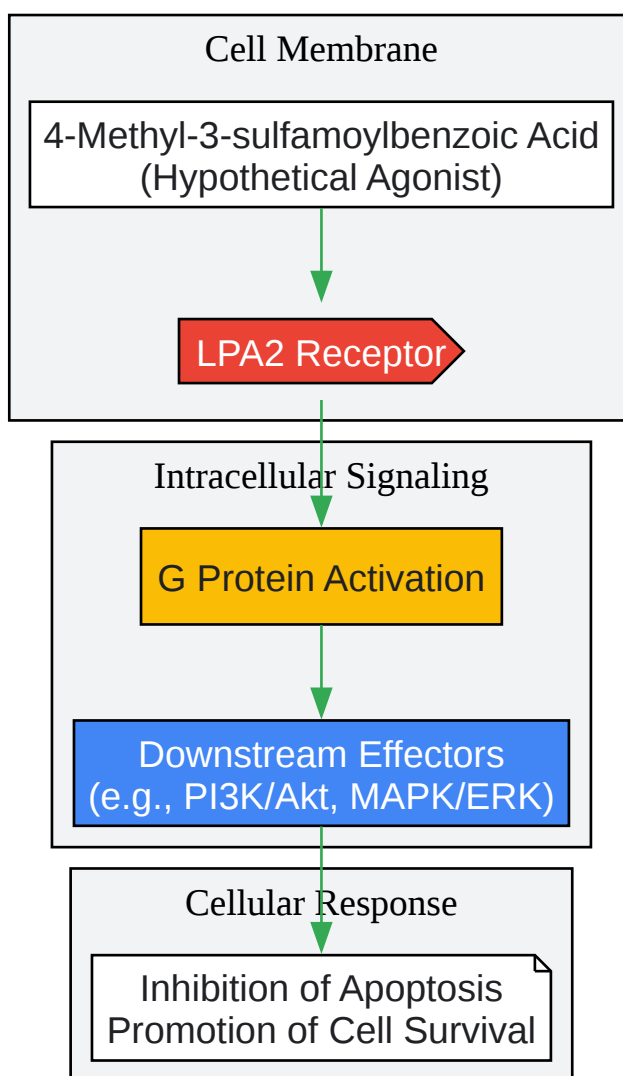 Cell Membrane
4-Methyl-3-sulfamoylbenzoic Acid
(Hypothetical Agonist)
LPA2 Receptor
Intracellular Signaling
G Protein Activation
Downstream Effectors
(e.g., PI3K/Akt, MAPK/ERK)
Cellular Response
Inhibition of Apoptosis
Promotion of Cell Survival